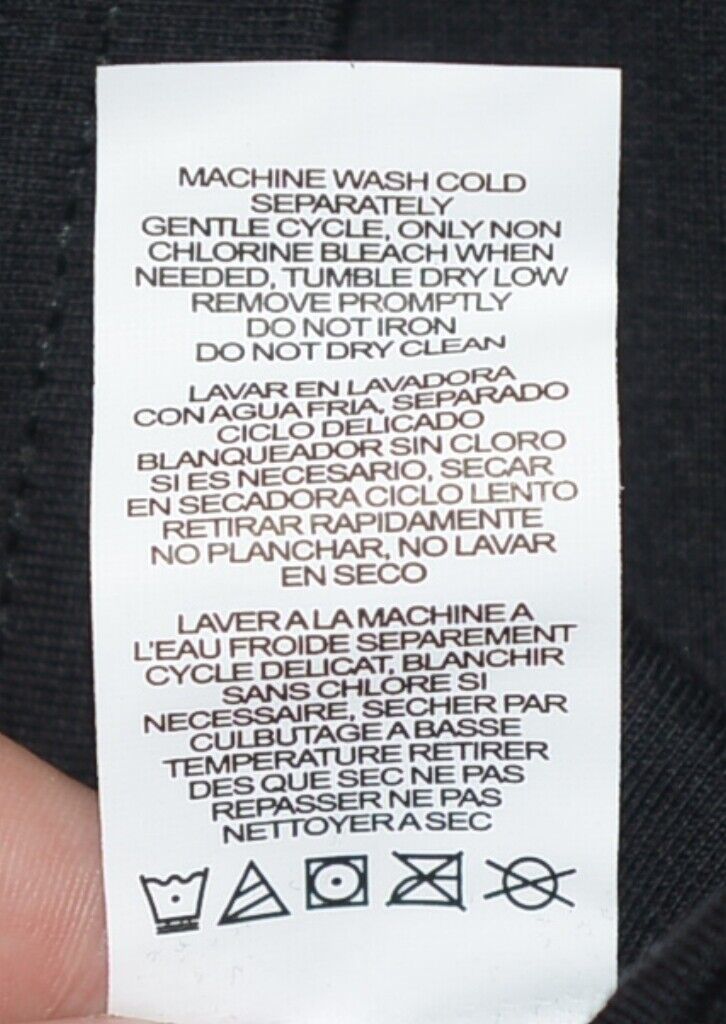 MACHINE WASH COLD
SEPARATELY
GENTLE CYCLE, ONLY NON
CHLORINE BLEACH WHEN
NEEDED, TUMBLE DRY LOW
REMOVE PROMPTLY
DO NOT IRON
DO NOT DRY CLEAN
LAVAR EN LAVADORA
CON AGUA FRIA, SEPARADO
CICLO DELICADO
BLANQUEADOR SIN CLORO
SI ES NECESARIO, SECAR
EN SECADORA CICLO LENTO
RETIRAR RAPIDAMENTE
NO PLANCHAR, NO LAVAR
EN SECO
LAVER A LA MACHINE A
L'EAU FROIDE SEPAREMENT
CYCLE DELICAT, BLANCHIR
SANS CHLORE SI
NECESSAIRE, SECHER PAR
CULBUTAGE A BASSE
TEMPERATURE RETIRER
DES QUE SEC NE PAS
REPASSER NE PAS
NETTOYER A SEC